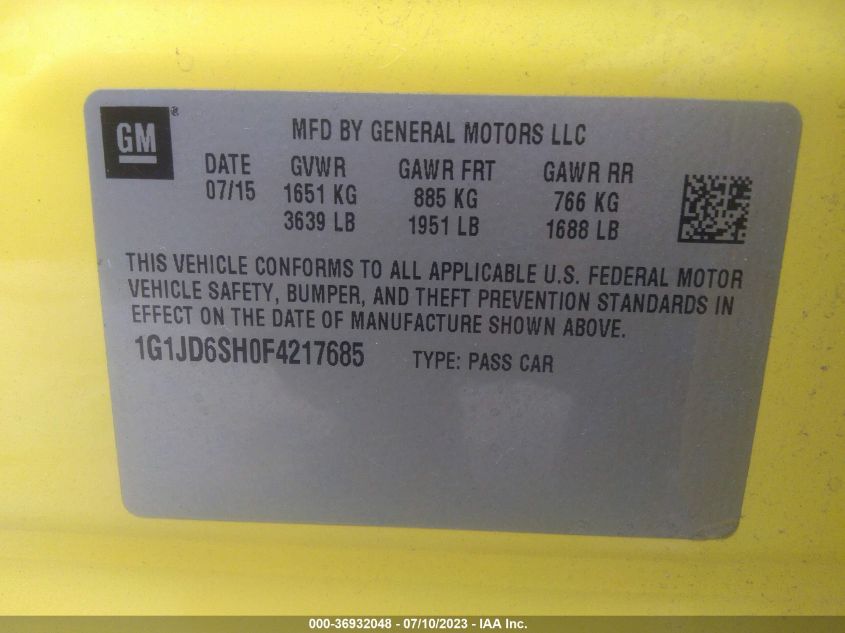 GM®
MFD BY GENERAL MOTORS LLC
DATE GVWR GAWR FRT GAWR RR
07/15 1651 KG 885 KG 766 KG
3639 LB 1951 LB 1688 LB
THIS VEHICLE CONFORMS TO ALL APPLICABLE U.S. FEDERAL MOTOR
VEHICLE SAFETY, BUMPER, AND THEFT PREVENTION STANDARDS IN
EFFECT ON THE DATE OF MANUFACTURE SHOWN ABOVE.
1G1JD6SH0F4217685 TYPE: PASS CAR
000-36932048 - 07/10/2023 - IAA Inc.